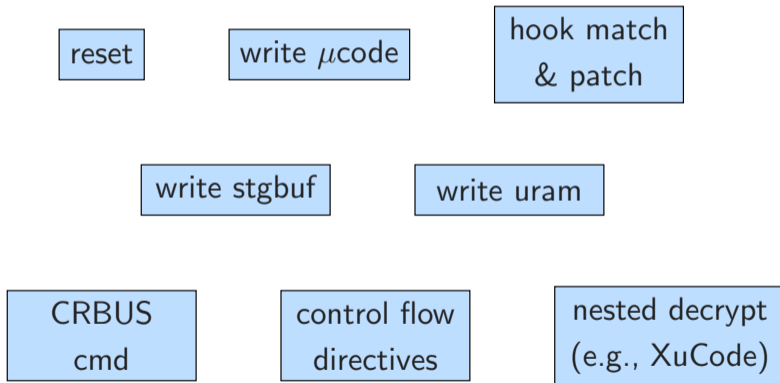 reset
write μcode
hook match
& patch
write stgbuf
write uram
CRBUS
cmd
control flow
directives
nested decrypt
(e.g., XuCode)